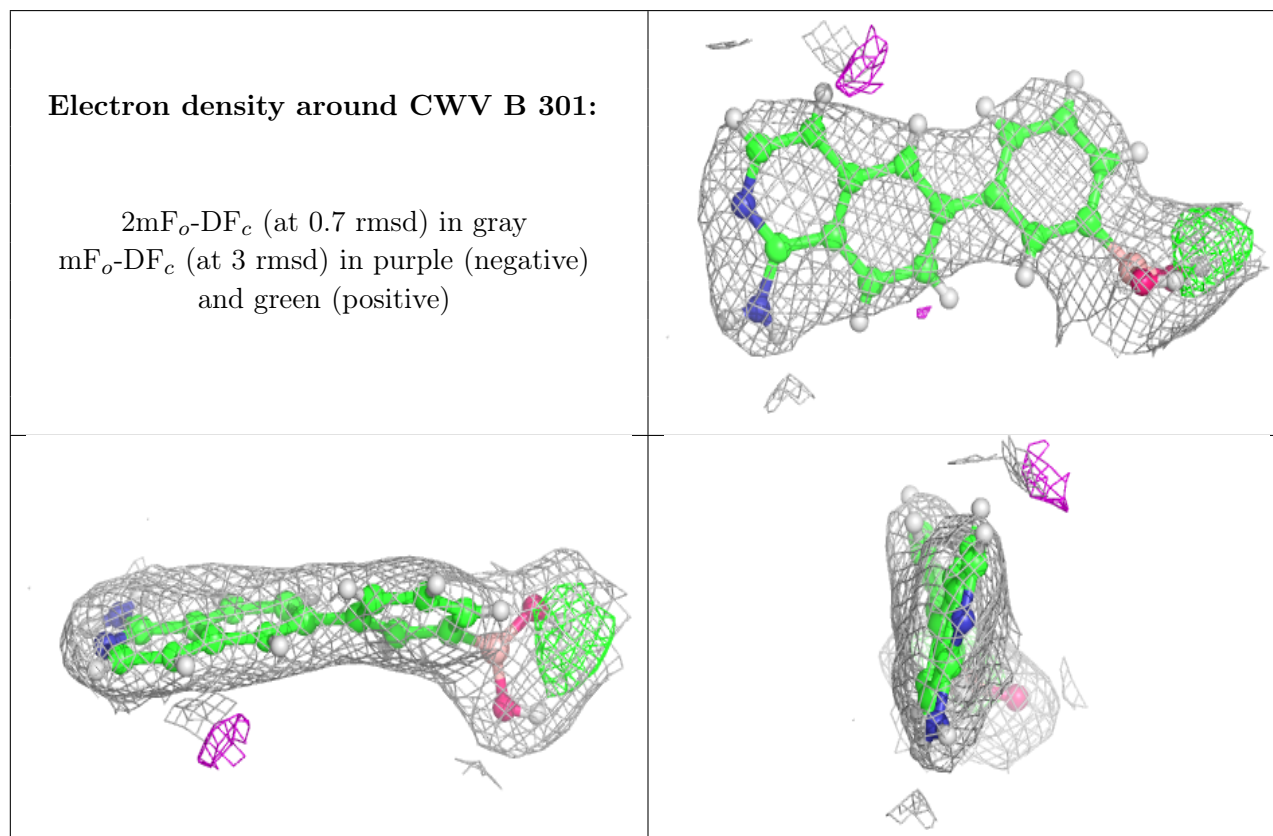 Electron density around CWV B 301:
2mFo-DFc (at 0.7 rmsd) in gray
mFo-DFc (at 3 rmsd) in purple (negative)
and green (positive)